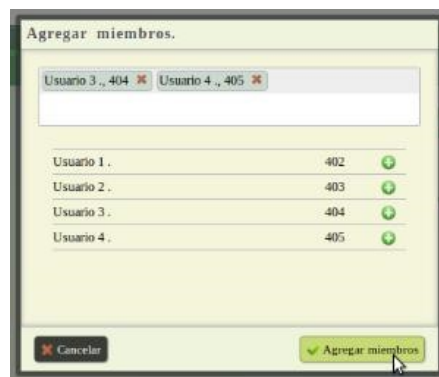 Agregar miembros.
Usuario 3 ., 404 Usuario 4 ., 405
Usuario 1 . 402
Usuario 2 . 403
Usuario 3 . 404
Usuario 4 . 405
Cancelar Agregar miembros